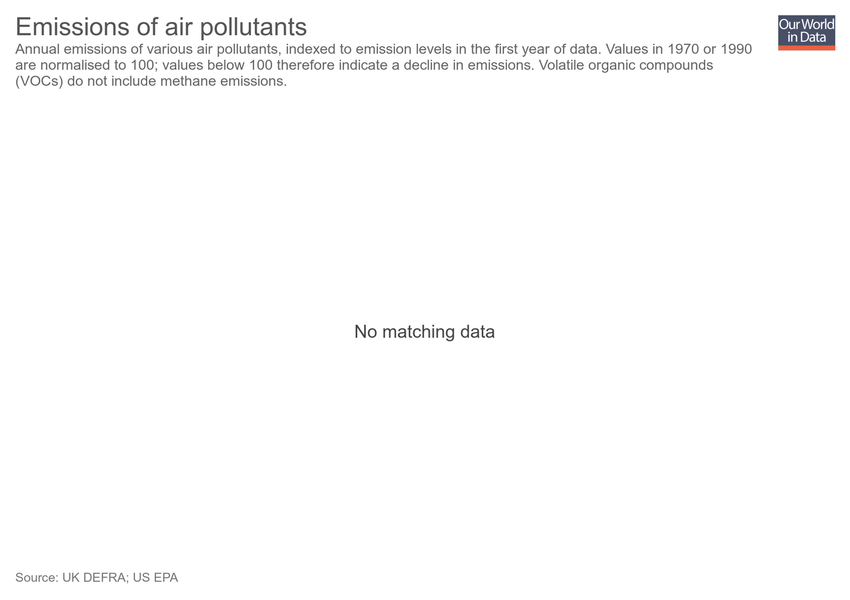 Emissions of air pollutants
Our World
in Data
Annual emissions of various air pollutants, indexed to emission levels in the first year of data. Values in 1970 or 1990
are normalised to 100; values below 100 therefore indicate a decline in emissions. Volatile organic compounds
(VOCs) do not include methane emissions.
No matching data
Source: UK DEFRA; US EPA